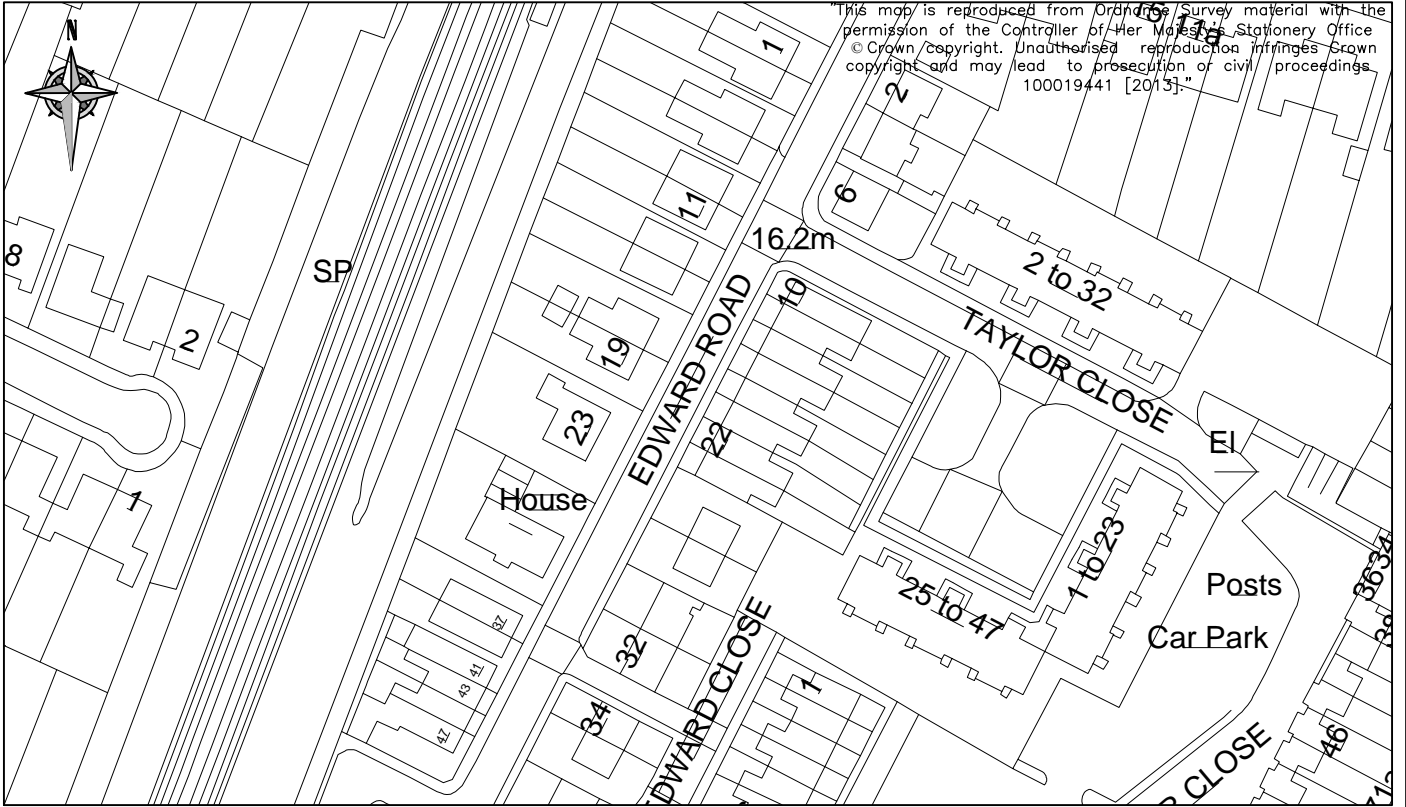 "This map is reproduced from Ordnance Survey material with the
permission of the Controller of Her Majesty's Stationery Office
© Crown copyright. Unauthorised reproduction infringes Crown
copyright and may lead to prosecution or civil proceedings
100019441 [2013]."
N
1
11a
2
11
6
16.2m
8
SP
2 to 32
10
2
EDWARD ROAD
TAYLOR CLOSE
19
23
22
El
House
1
1 to 23
25 to 47
Posts
Car Park
36
34
38
37
41
43
47
32
34
EDWARD CLOSE
1
46
CLOSE